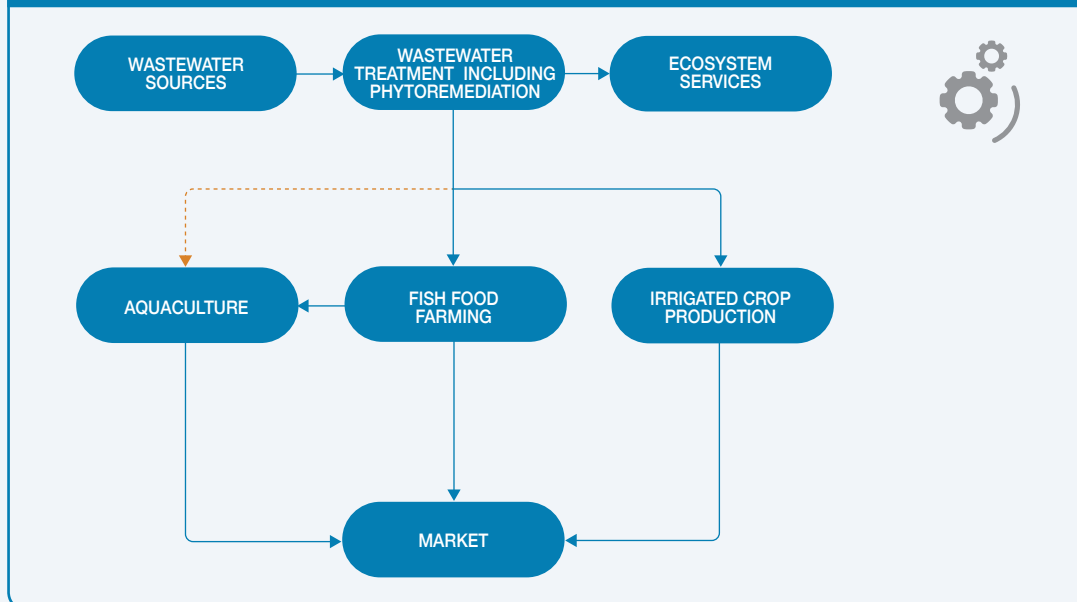 WASTEWATER
SOURCES
WASTEWATER
TREATMENT INCLUDING
PHYTOREMEDIATION
ECOSYSTEM
SERVICES
AQUACULTURE
FISH FOOD
FARMING
IRRIGATED CROP
PRODUCTION
MARKET